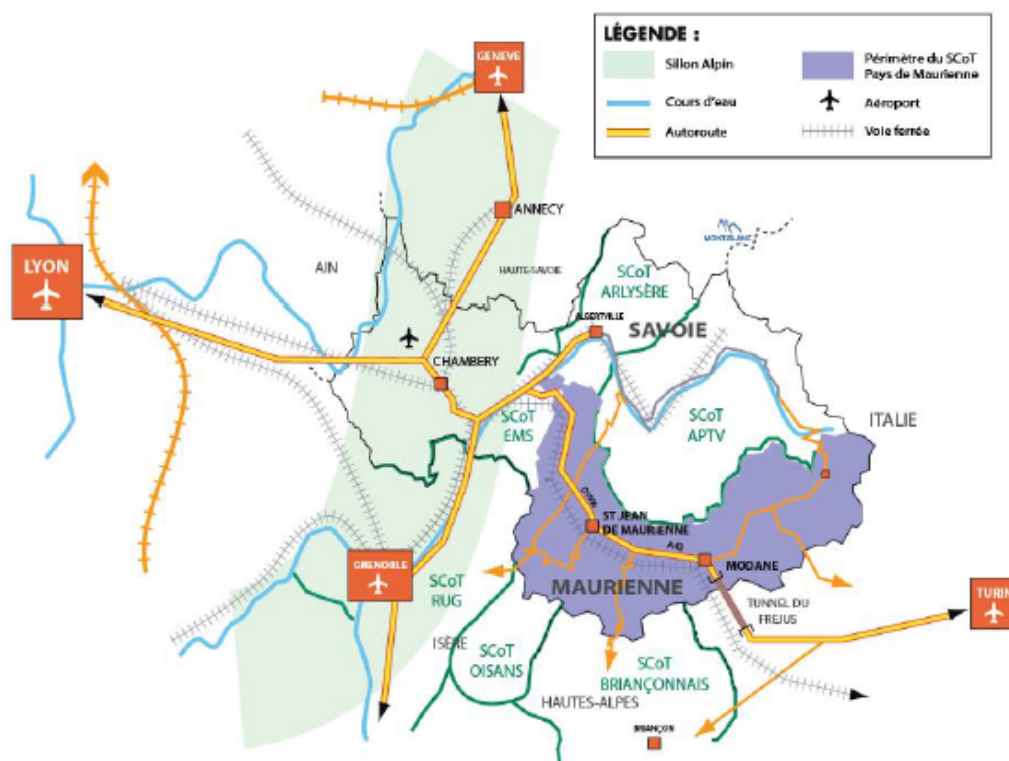 LÉGENDE :
Sillon Alpin
Cours d'eau
Autoroute
Périmètre du SCoT
Pays de Maurienne
Aéroport
Voie ferrée
GENEVE
ANNECY
LYON
AIN
HAUTE-SAVOIE
MONT-BLANC
SCoT
ARLYSÈRE
ALBERTVILLE
SAVOIE
CHAMBERY
SCoT
EMS
SCoT
APTV
ITALIE
ST JEAN
DE MAURIENNE
A43
MODANE
MAURIENNE
GRENOBLE
SCoT
RUG
TUNNEL DU
FREJUS
TURIN
ISÈRE
SCoT
OISANS
SCoT
BRIANÇONNAIS
HAUTES-ALPES
BRIANÇON